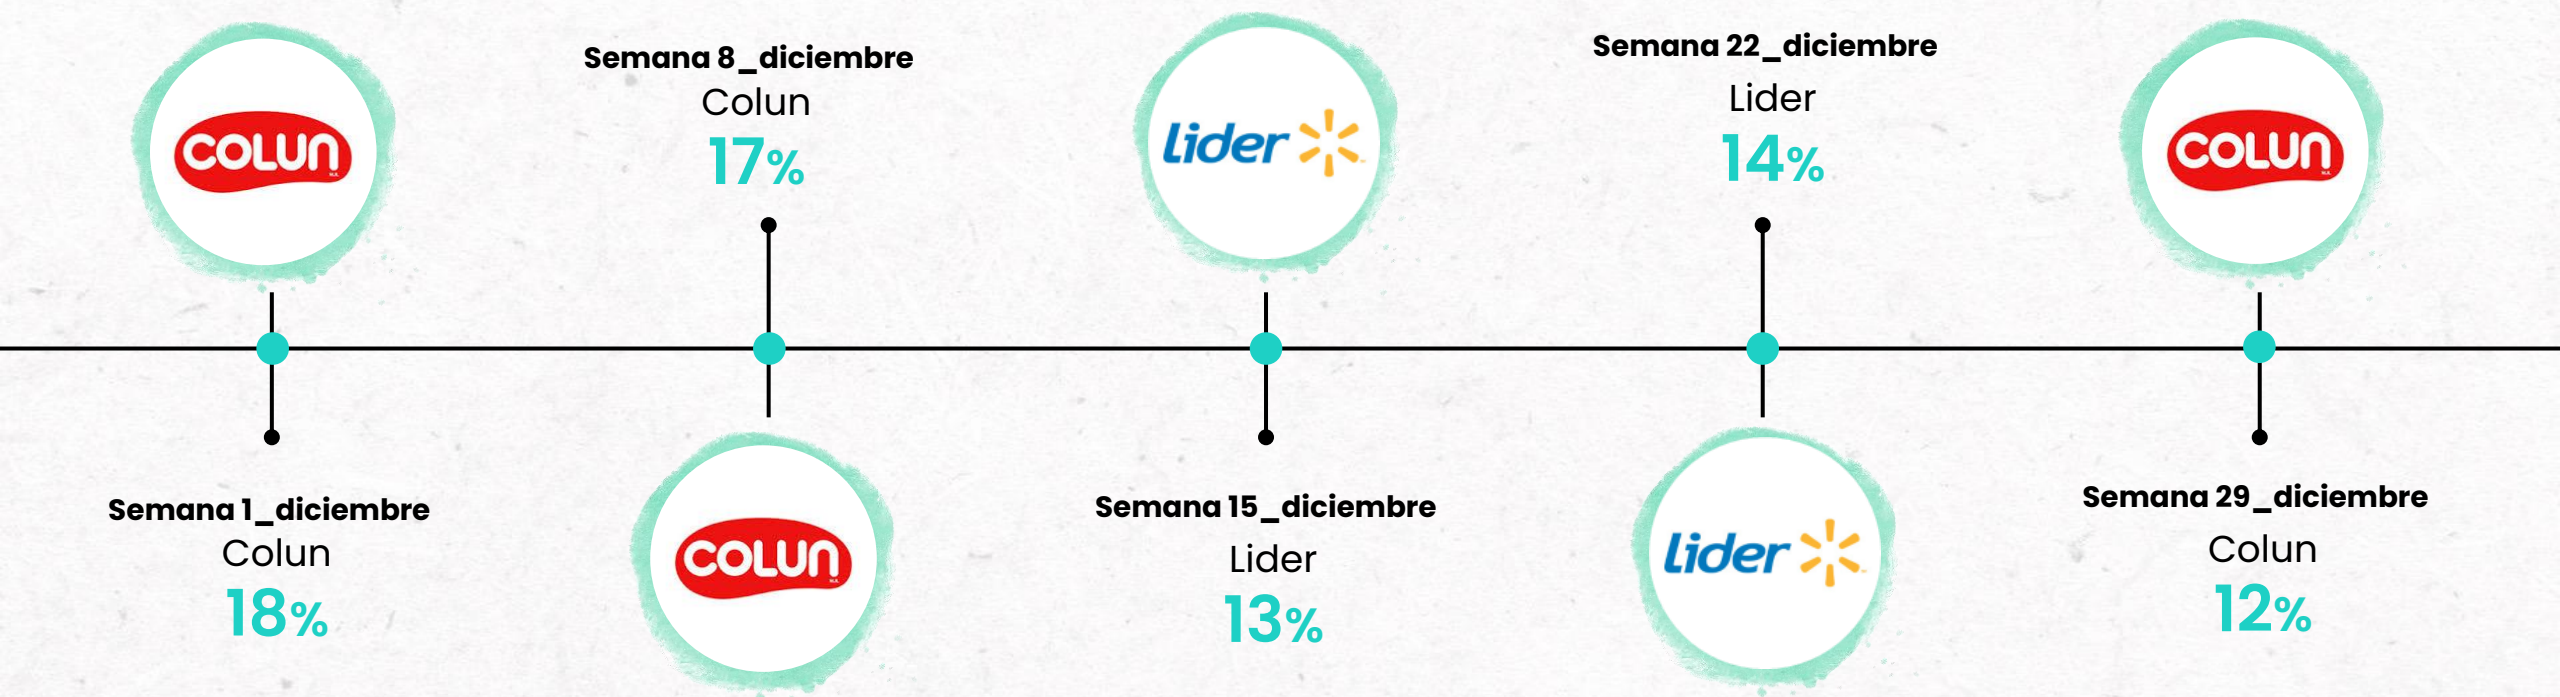 COLUN
Semana 1_diciembre
Colun
18%
Semana 8_diciembre
Colun
17%
COLUN
Lider
Semana 15_diciembre
Lider
13%
Semana 22_diciembre
Lider
14%
Lider
COLUN
Semana 29_diciembre
Colun
12%